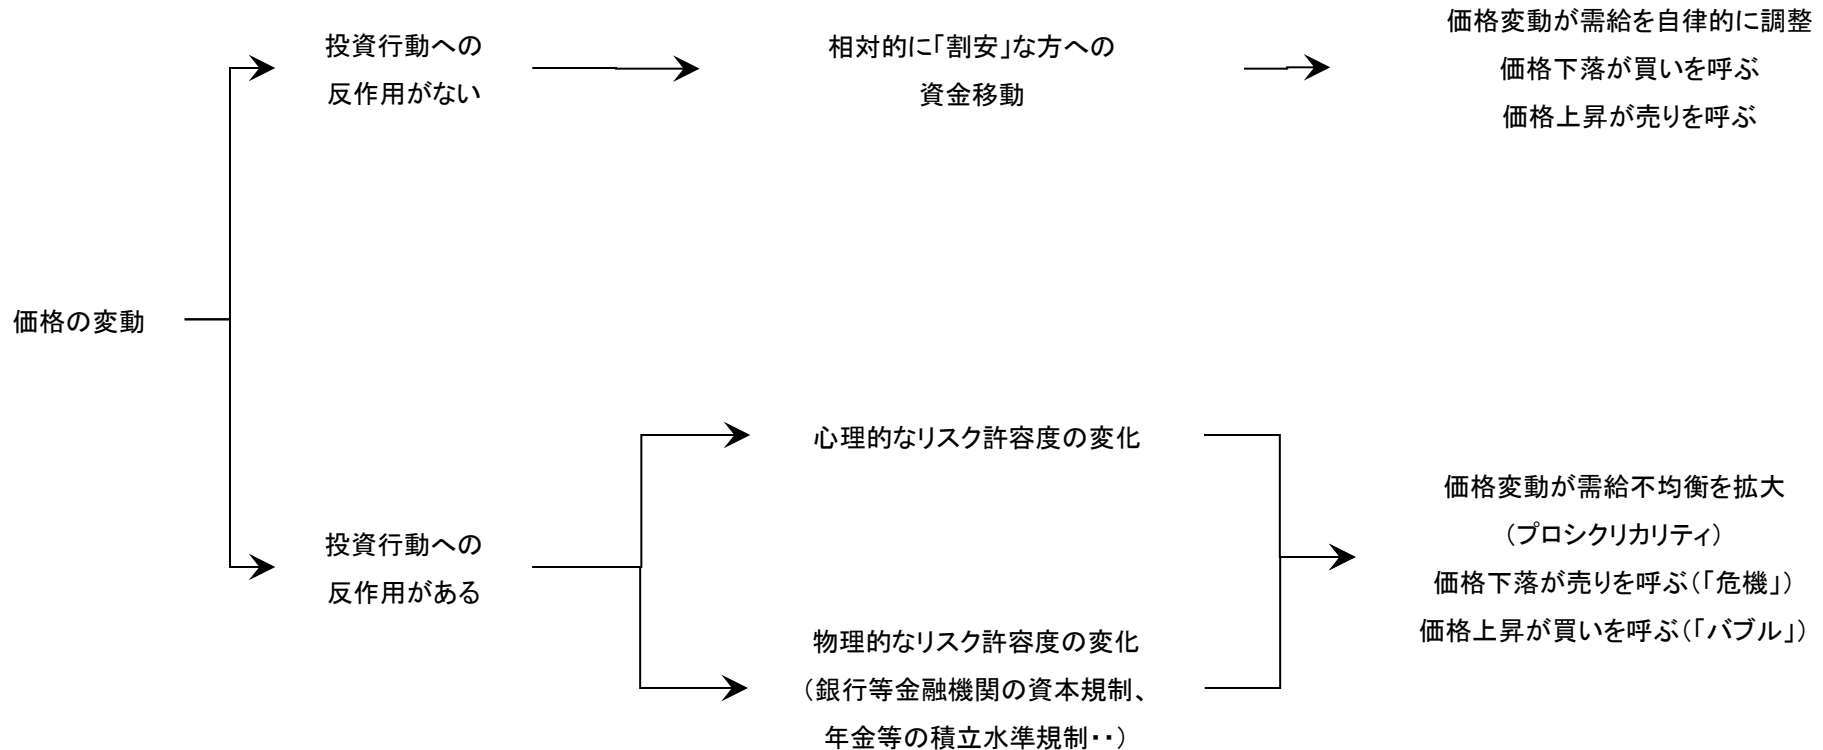 価格の変動
投資行動への
反作用がない
相対的に「割安」な方への
資金移動
価格変動が需給を自律的に調整
価格下落が買いを呼ぶ
価格上昇が売りを呼ぶ
投資行動への
反作用がある
心理的なリスク許容度の変化
物理的なリスク許容度の変化
（銀行等金融機関の資本規制、
年金等の積立水準規制・・）
価格変動が需給不均衡を拡大
（プロシクリカリティ）
価格下落が売りを呼ぶ（「危機」）
価格上昇が買いを呼ぶ（「バブル」）